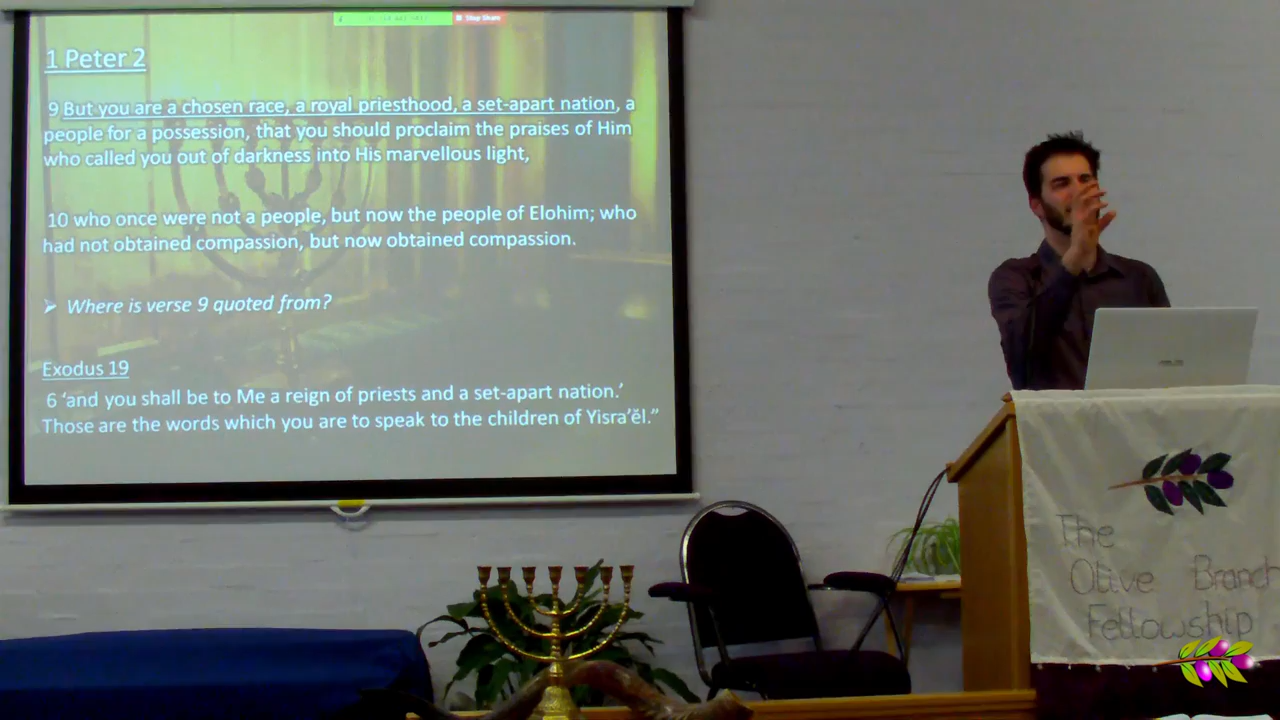 Stop Share
1 Peter 2
9 But you are a chosen race, a royal priesthood, a set-apart nation, a
people for a possession, that you should proclaim the praises of Him
who called you out of darkness into His marvellous light,
10 who once were not a people, but now the people of Elohim; who
had not obtained compassion, but now obtained compassion.
➢ Where is verse 9 quoted from?
Exodus 19
6 ‘and you shall be to Me a reign of priests and a set-apart nation.’
Those are the words which you are to speak to the children of Yisra’ĕl.”
The
Olive Branch
Fellowship